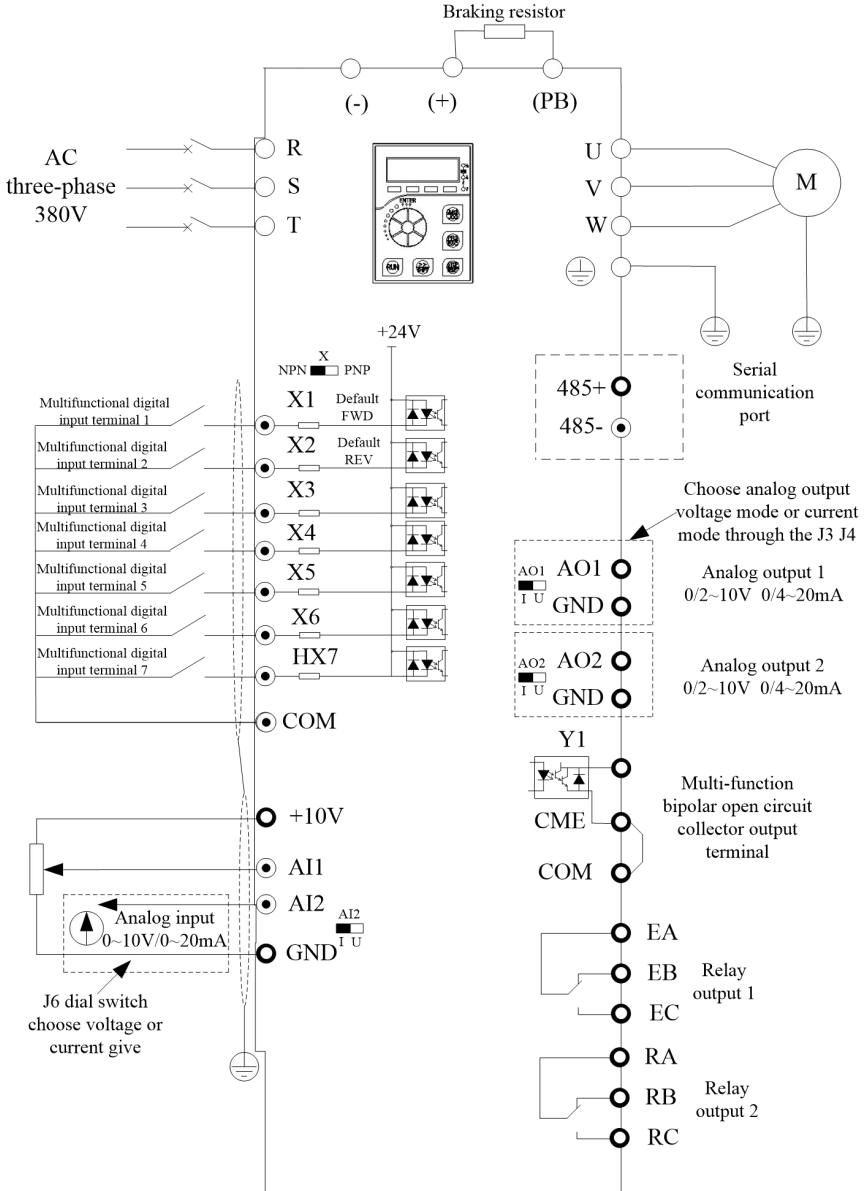 Braking resistor
(-)
(+)
(PB)
AC
three-phase
380V
R
S
T
ENTER
RUN
U
V
W
M
+24V
X
NPN
PNP
Multifunctional digital
input terminal 1
X1
Default
FWD
Multifunctional digital
input terminal 2
X2
Default
REV
Multifunctional digital
input terminal 3
X3
Multifunctional digital
input terminal 4
X4
Multifunctional digital
input terminal 5
X5
Multifunctional digital
input terminal 6
X6
Multifunctional digital
input terminal 7
HX7
COM
+10V
AI1
AI2
Analog input
0~10V/0~20mA
AI2
I U
GND
J6 dial switch
choose voltage or
current give
485+
485-
Serial
communication
port
Choose analog output
voltage mode or current
mode through the J3 J4
AO1
I U
AO1
GND
Analog output 1
0/2~10V 0/4~20mA
AO2
I U
AO2
GND
Analog output 2
0/2~10V 0/4~20mA
Y1
CME
COM
Multi-function
bipolar open circuit
collector output
terminal
EA
EB
EC
Relay
output 1
RA
RB
RC
Relay
output 2